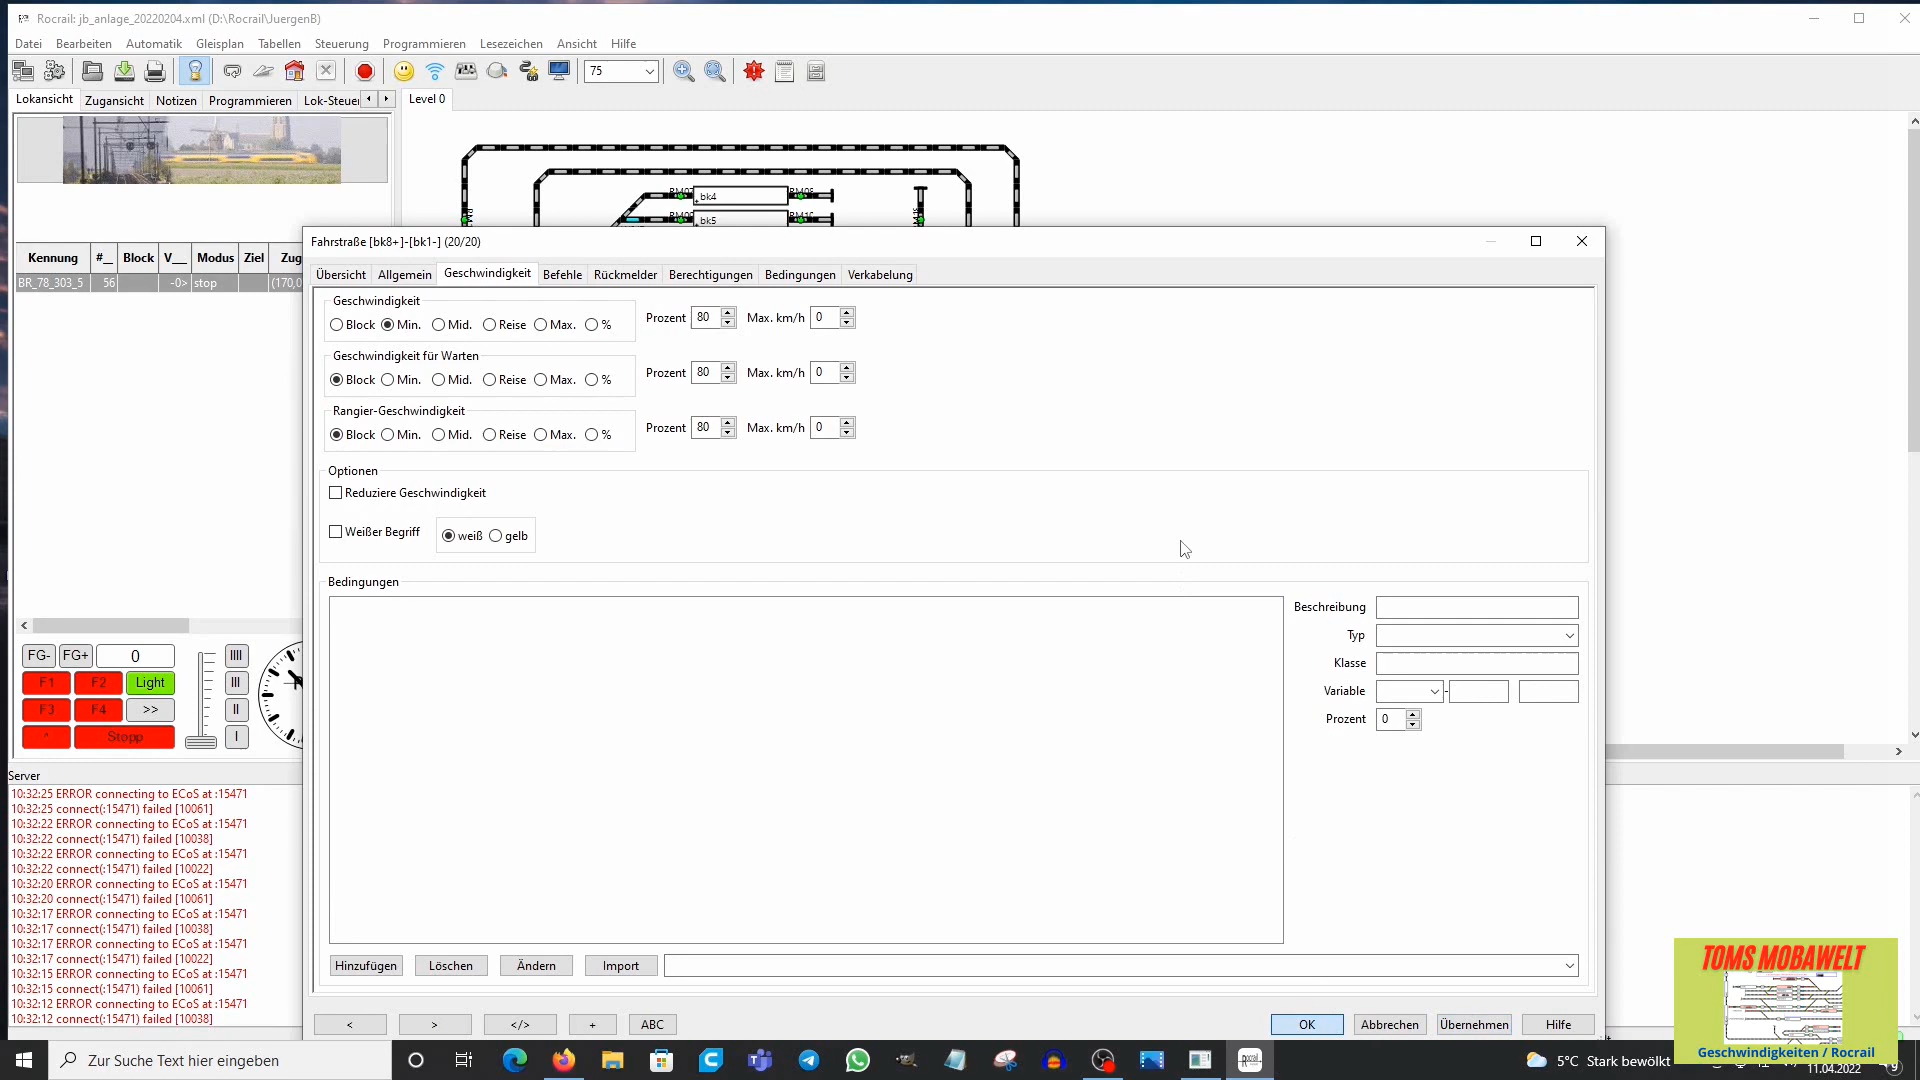 Rocrail: jb_anlage_20220204.xml (D:\Rocrail\JuergenB)
Datei Bearbeiten Automatik Gleisplan Tabellen Steuerung Programmieren Lesezeichen Ansicht Hilfe
75
Lokansicht Zugansicht Notizen Programmieren Lok-Steuer
Level 0
bk4
bk5
Kennung #_ Block V__ Modus Ziel Zug
BR_78_303_5 56 -0> stop (170,0
Fahrstraße [bk8+]-[bk1-] (20/20)
Übersicht Allgemein Geschwindigkeit Befehle Rückmelder Berechtigungen Bedingungen Verkabelung
Geschwindigkeit
Block Min. Mid. Reise Max. % Prozent 80 Max. km/h 0
Geschwindigkeit für Warten
Block Min. Mid. Reise Max. % Prozent 80 Max. km/h 0
Rangier-Geschwindigkeit
Block Min. Mid. Reise Max. % Prozent 80 Max. km/h 0
Optionen
Reduziere Geschwindigkeit
Weißer Begriff weiß gelb
Bedingungen
Beschreibung
Typ
Klasse
Variable -
Prozent 0
Hinzufügen Löschen Ändern Import
< > </> + ABC OK Abbrechen Übernehmen Hilfe
FG- FG+ 0 IIII
F1 F2 Light III
F3 F4 >> II
^ Stopp I
Server
10:32:25 ERROR connecting to ECoS at :15471
10:32:25 connect(:15471) failed [10061]
10:32:22 ERROR connecting to ECoS at :15471
10:32:22 connect(:15471) failed [10038]
10:32:22 ERROR connecting to ECoS at :15471
10:32:22 connect(:15471) failed [10022]
10:32:20 ERROR connecting to ECoS at :15471
10:32:20 connect(:15471) failed [10061]
10:32:17 ERROR connecting to ECoS at :15471
10:32:17 connect(:15471) failed [10038]
10:32:17 ERROR connecting to ECoS at :15471
10:32:17 connect(:15471) failed [10022]
10:32:15 ERROR connecting to ECoS at :15471
10:32:15 connect(:15471) failed [10061]
10:32:12 ERROR connecting to ECoS at :15471
10:32:12 connect(:15471) failed [10038]
TOMS MOBAWELT
Geschwindigkeiten / Rocrail
Zur Suche Text hier eingeben
5°C Stark bewölkt
11.04.2022